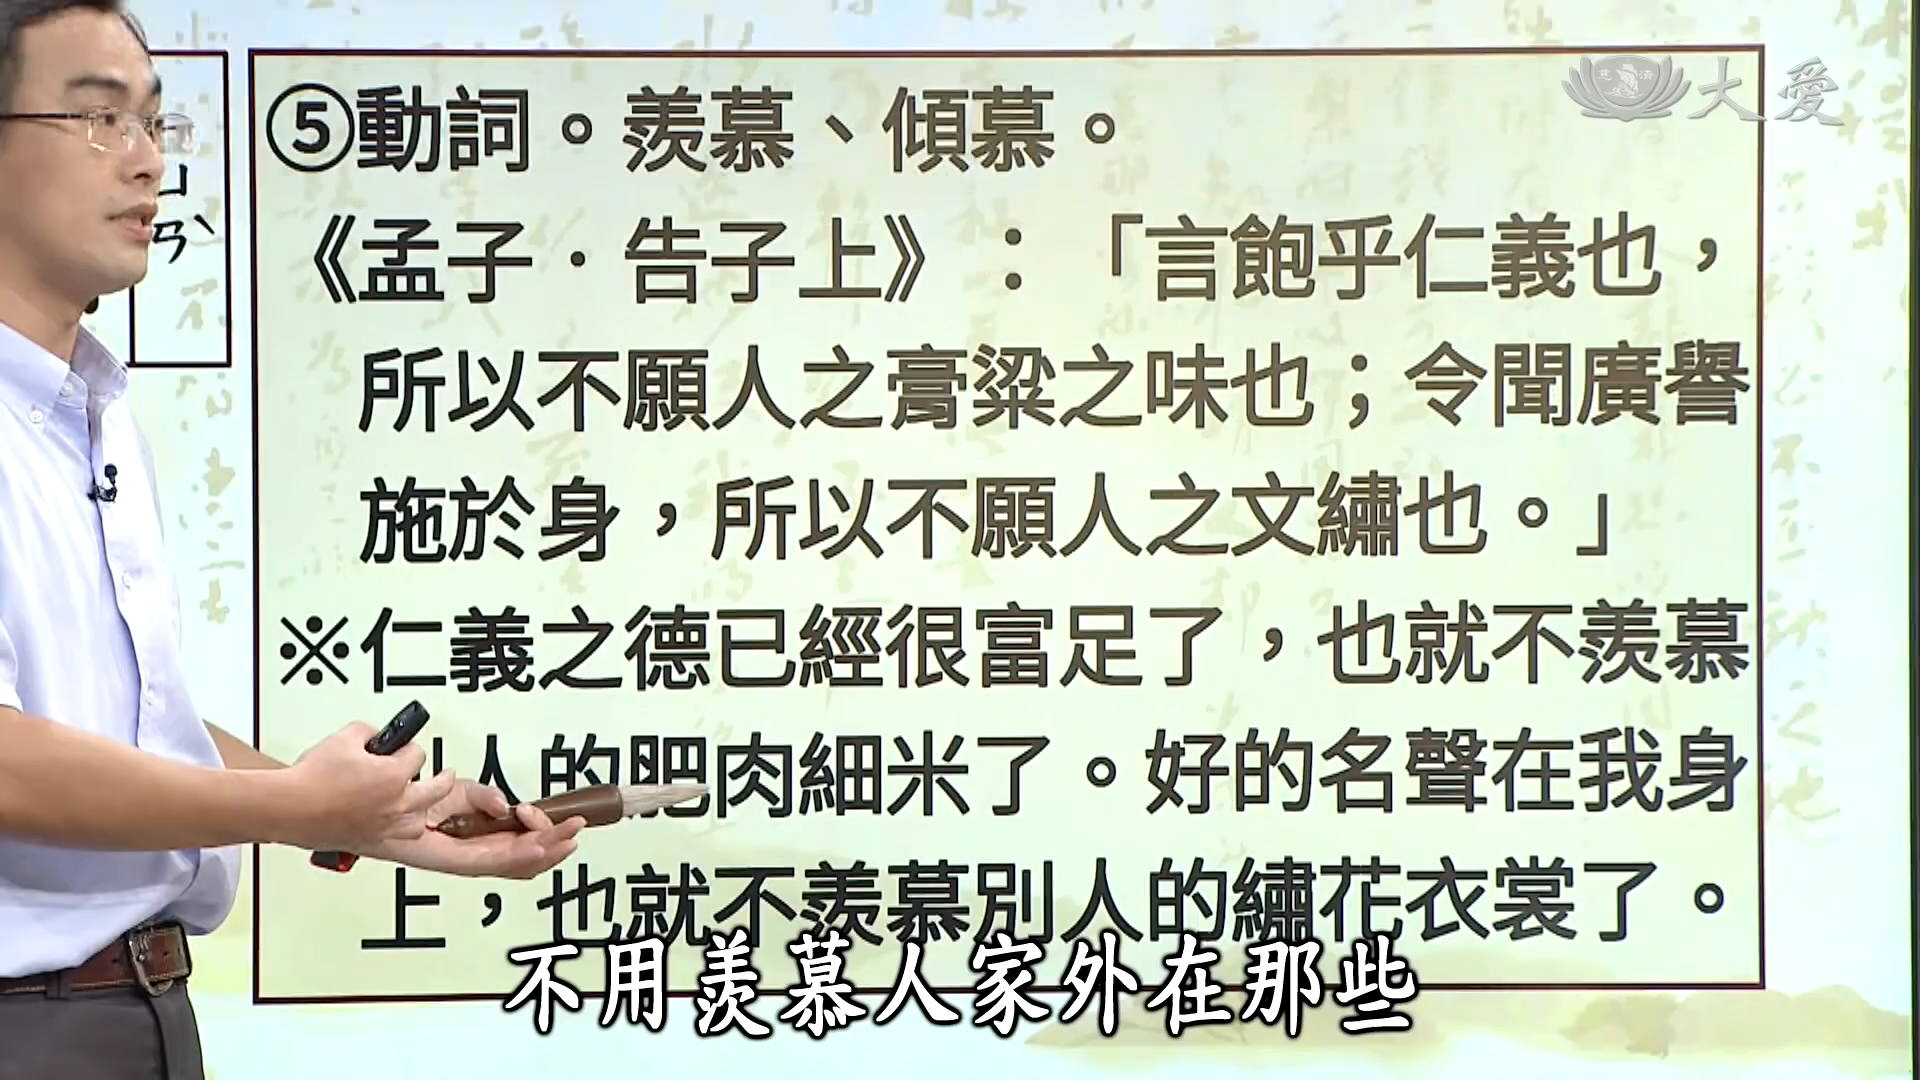 ⑤動詞。羨慕、傾慕。
《孟子．告子上》：「言飽乎仁義也，
所以不願人之膏粱之味也；令聞廣譽
施於身，所以不願人之文繡也。」
※仁義之德已經很富足了，也就不羨慕
人的肥肉細米了。好的名聲在我身
上，也就不羨慕別人的繡花衣裳了。
不用羨慕人家外在那些
ㄩ
ㄢˋ
慈濟
大愛